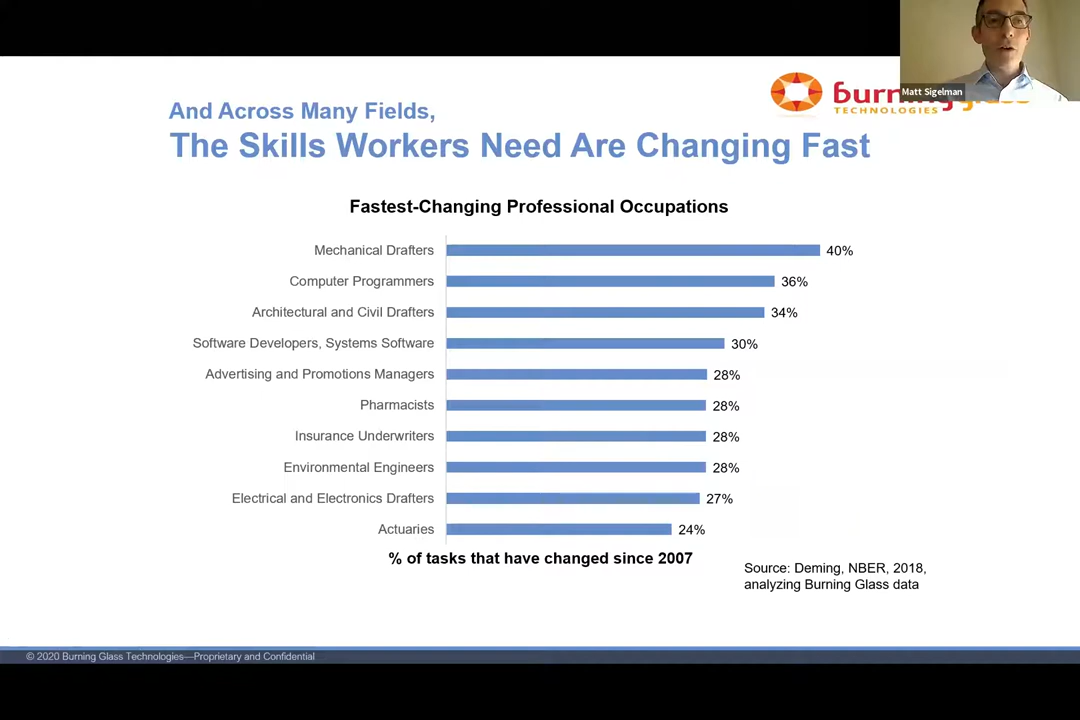 Matt Sigelman
burning glass
TECHNOLOGIES
And Across Many Fields,
The Skills Workers Need Are Changing Fast
Fastest-Changing Professional Occupations
Mechanical Drafters 40%
Computer Programmers 36%
Architectural and Civil Drafters 34%
Software Developers, Systems Software 30%
Advertising and Promotions Managers 28%
Pharmacists 28%
Insurance Underwriters 28%
Environmental Engineers 28%
Electrical and Electronics Drafters 27%
Actuaries 24%
% of tasks that have changed since 2007
Source: Deming, NBER, 2018,
analyzing Burning Glass data
© 2020 Burning Glass Technologies—Proprietary and Confidential